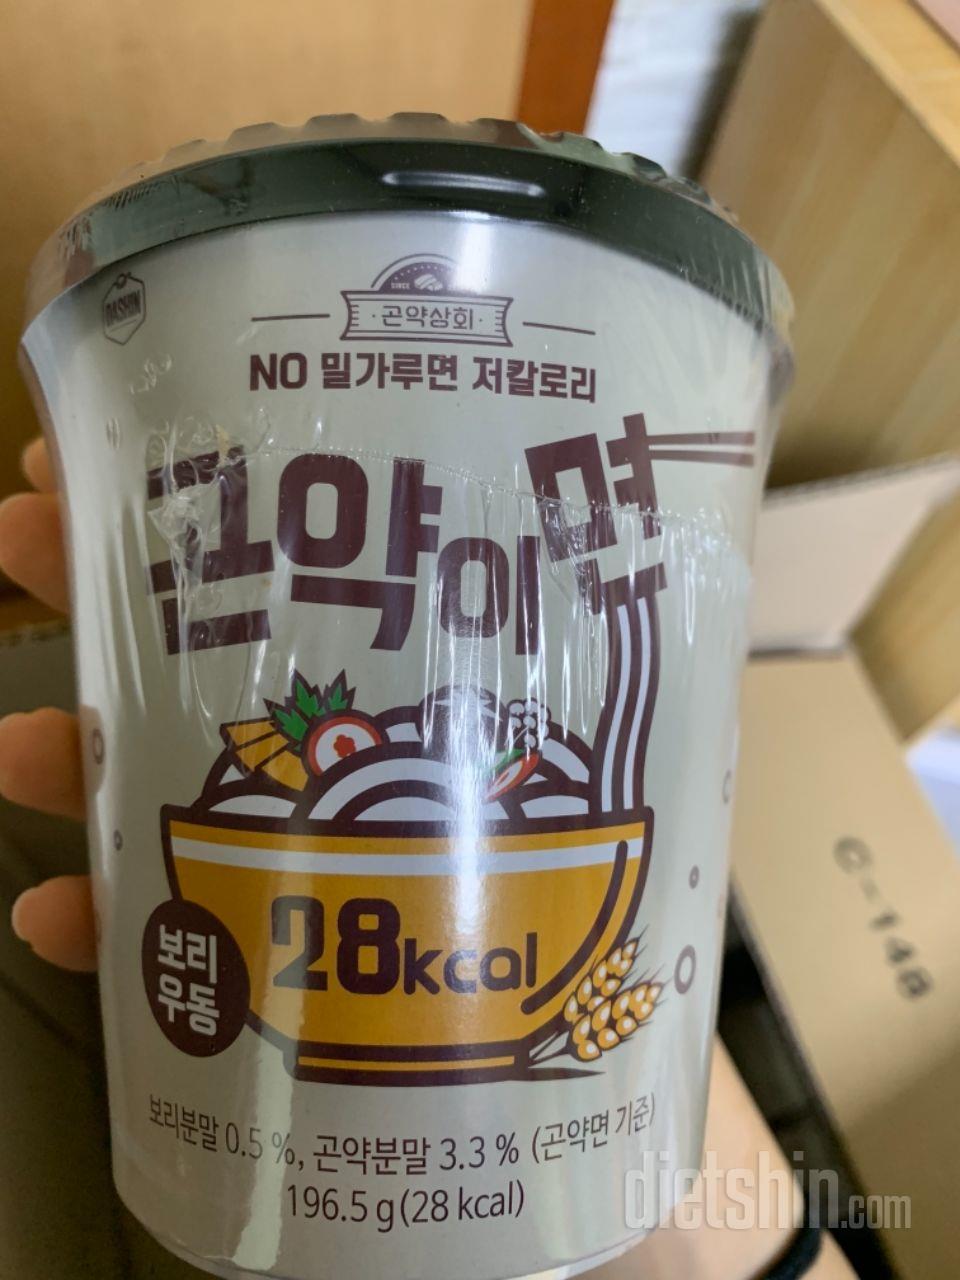 DASHIN
SINCE
곤약상회
NO 밀가루면 저칼로리
곤약이면
28kcal
보리
우동
보리분말 0.5 %, 곤약분말 3.3 % (곤약면 기준)
196.5 g (28 kcal)
C-148
dietshin.com